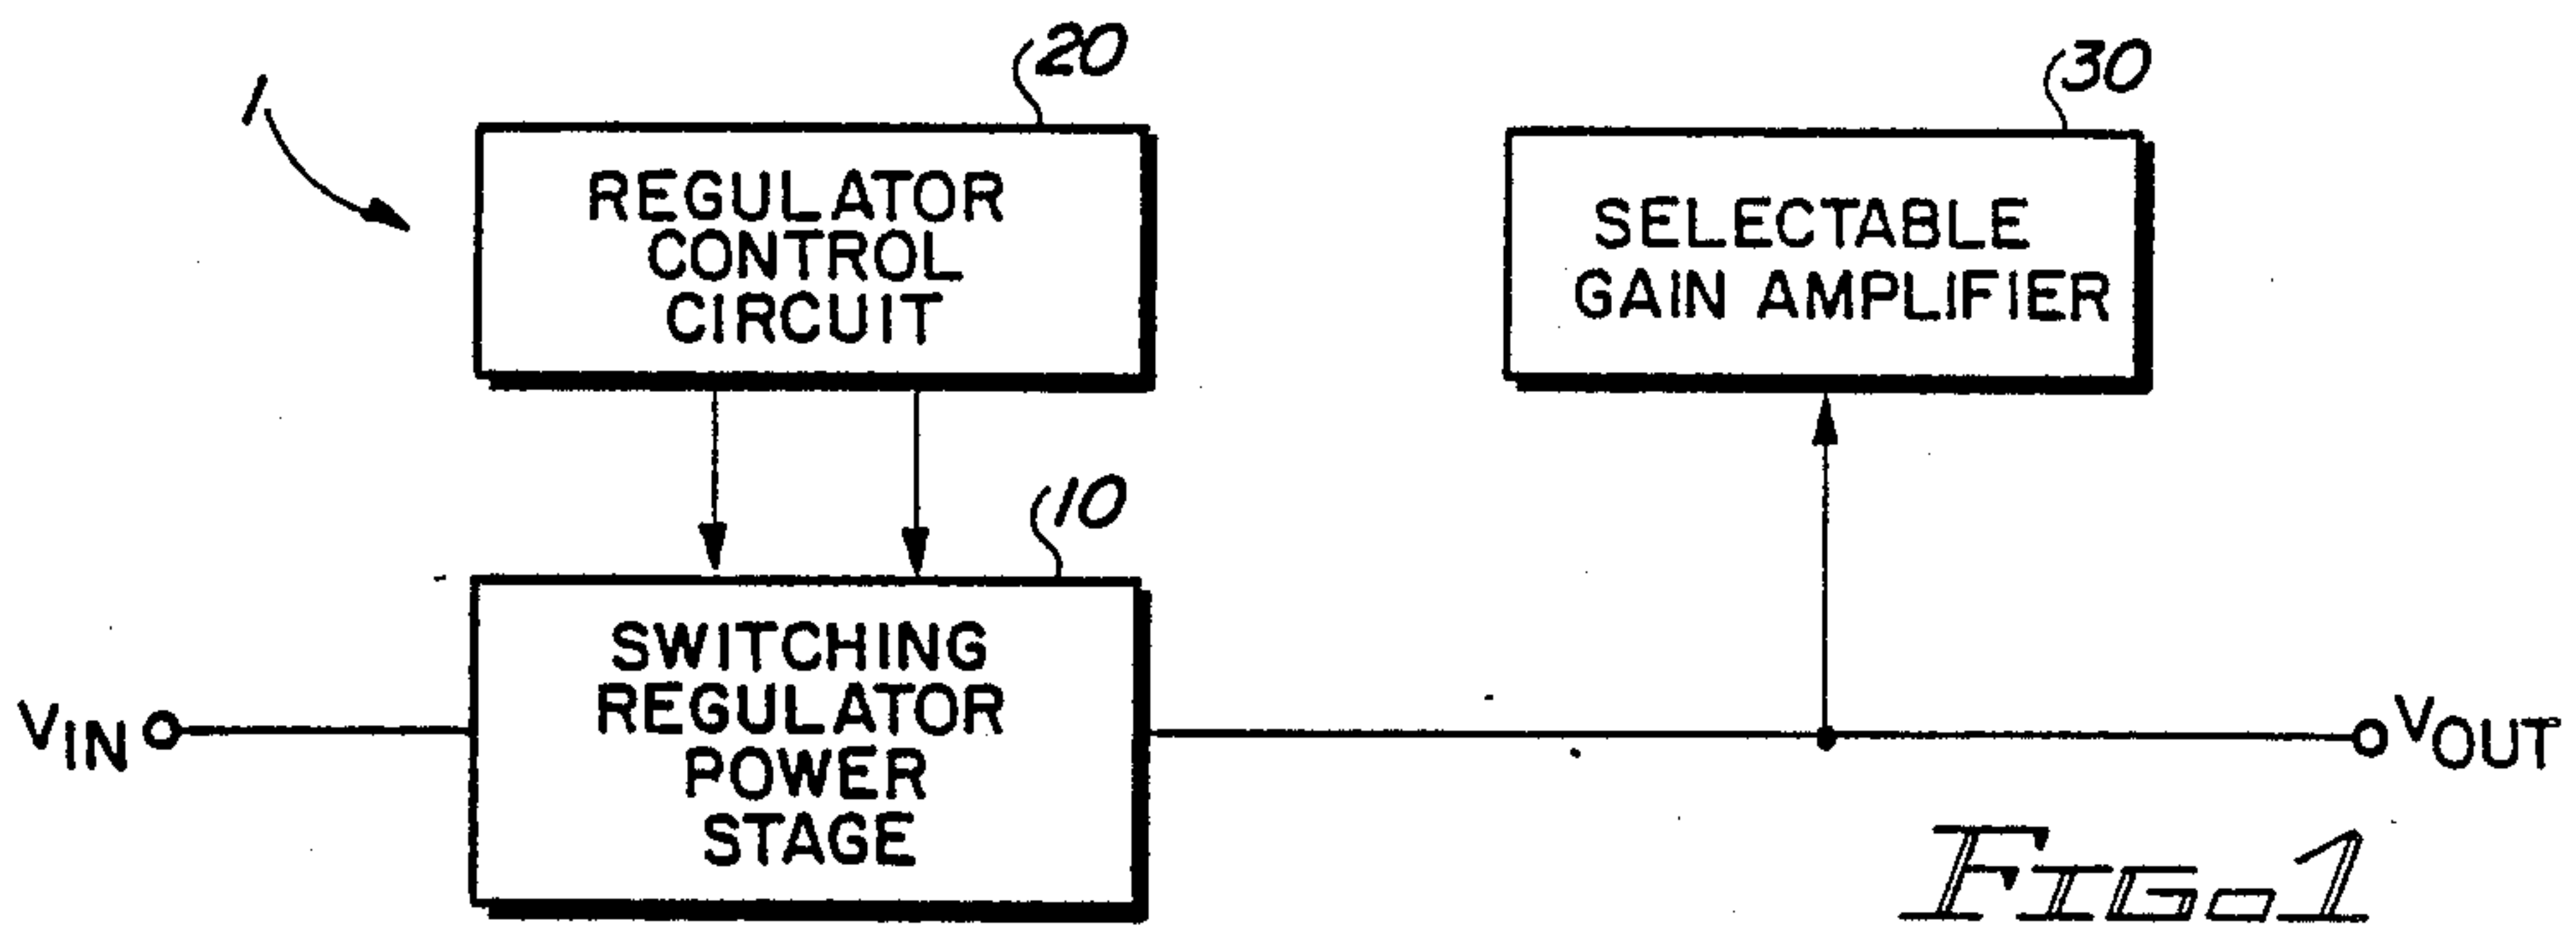 1
20
REGULATOR
CONTROL
CIRCUIT
30
SELECTABLE
GAIN AMPLIFIER
10
SWITCHING
REGULATOR
POWER
STAGE
VIN
VOUT
FIG. 1